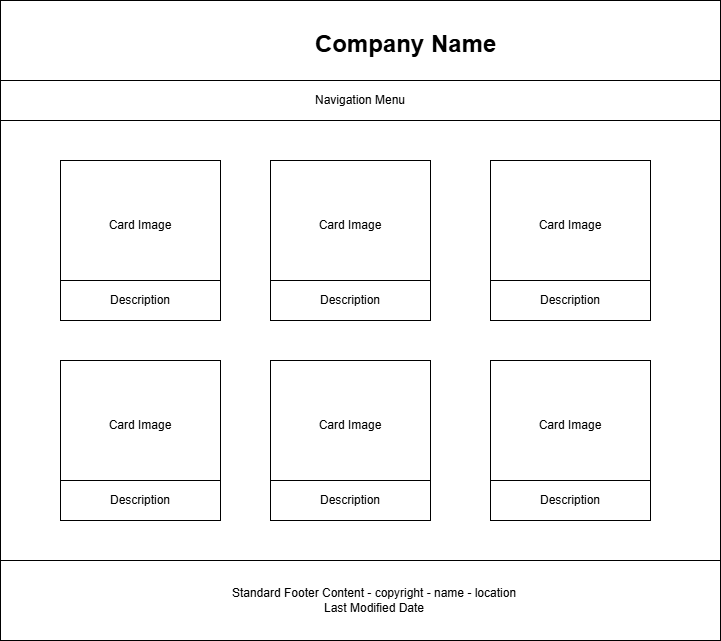 Company Name
Navigation Menu
Card Image
Card Image
Card Image
Description
Description
Description
Card Image
Card Image
Card Image
Description
Description
Description
Standard Footer Content - copyright - name - location
Last Modified Date